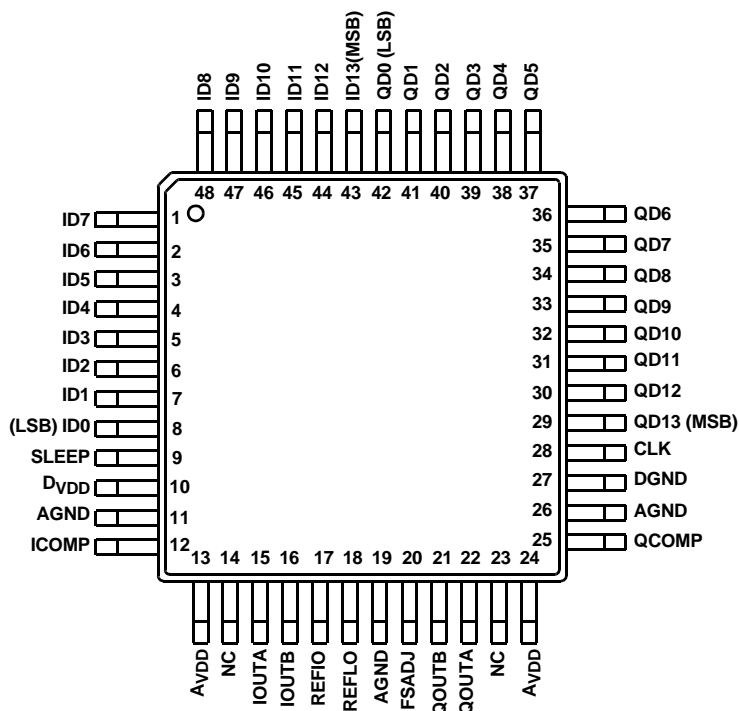 ID8
ID9
ID10
ID11
ID12
ID13(MSB)
QD0 (LSB)
QD1
QD2
QD3
QD4
QD5
48 47 46 45 44 43 42 41 40 39 38 37
ID7 1
ID6 2
ID5 3
ID4 4
ID3 5
ID2 6
ID1 7
(LSB) ID0 8
SLEEP 9
DVDD 10
AGND 11
ICOMP 12
36 QD6
35 QD7
34 QD8
33 QD9
32 QD10
31 QD11
30 QD12
29 QD13 (MSB)
28 CLK
27 DGND
26 AGND
25 QCOMP
13 14 15 16 17 18 19 20 21 22 23 24
AVDD
NC
IOUTA
IOUTB
REFIO
REFLO
AGND
FSADJ
QOUTB
QOUTA
NC
AVDD